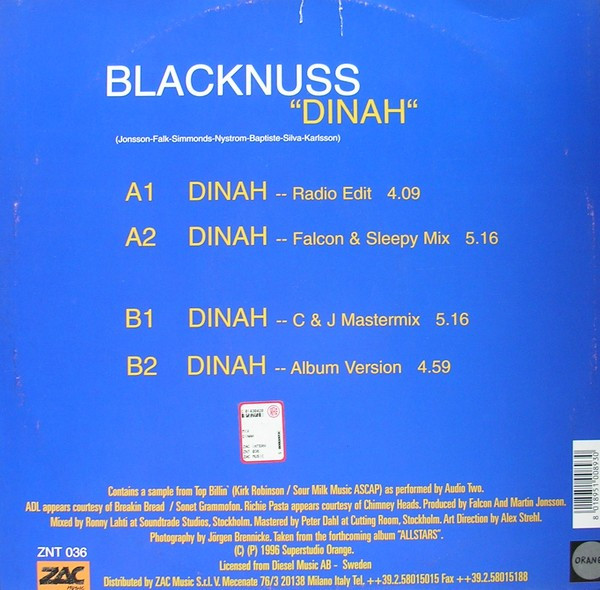 BLACKNUSS
“DINAH“
(Jonsson-Falk-Simmonds-Nystrom-Baptiste-Silva-Karlsson)
A1 DINAH -- Radio Edit 4.09
A2 DINAH -- Falcon & Sleepy Mix 5.16
B1 DINAH -- C & J Mastermix 5.16
B2 DINAH -- Album Version 4.59
Contains a sample from Top Billin' (Kirk Robinson / Sour Milk Music ASCAP) as performed by Audio Two.
ADL appears courtesy of Breakin Bread / Sonet Grammofon. Richie Pasta appears courtesy of Chimney Heads. Produced by Falcon And Martin Jonsson.
Mixed by Ronny Lahti at Soundtrade Studios, Stockholm. Mastered by Peter Dahl at Cutting Room, Stockholm. Art Direction by Alex Strehl.
Photography by Jörgen Brennicke. Taken from the forthcoming album "ALLSTARS".
(C) (P) 1996 Superstudio Orange.
Licensed from Diesel Music AB - Sweden
Distributed by ZAC Music S.r.l. V. Mecenate 76/3 20138 Milano Italy Tel. ++39.2.58015015 Fax ++39.2.58015188
ZNT 036
ZAC
MUSIC
8 018951 008930
ORANG